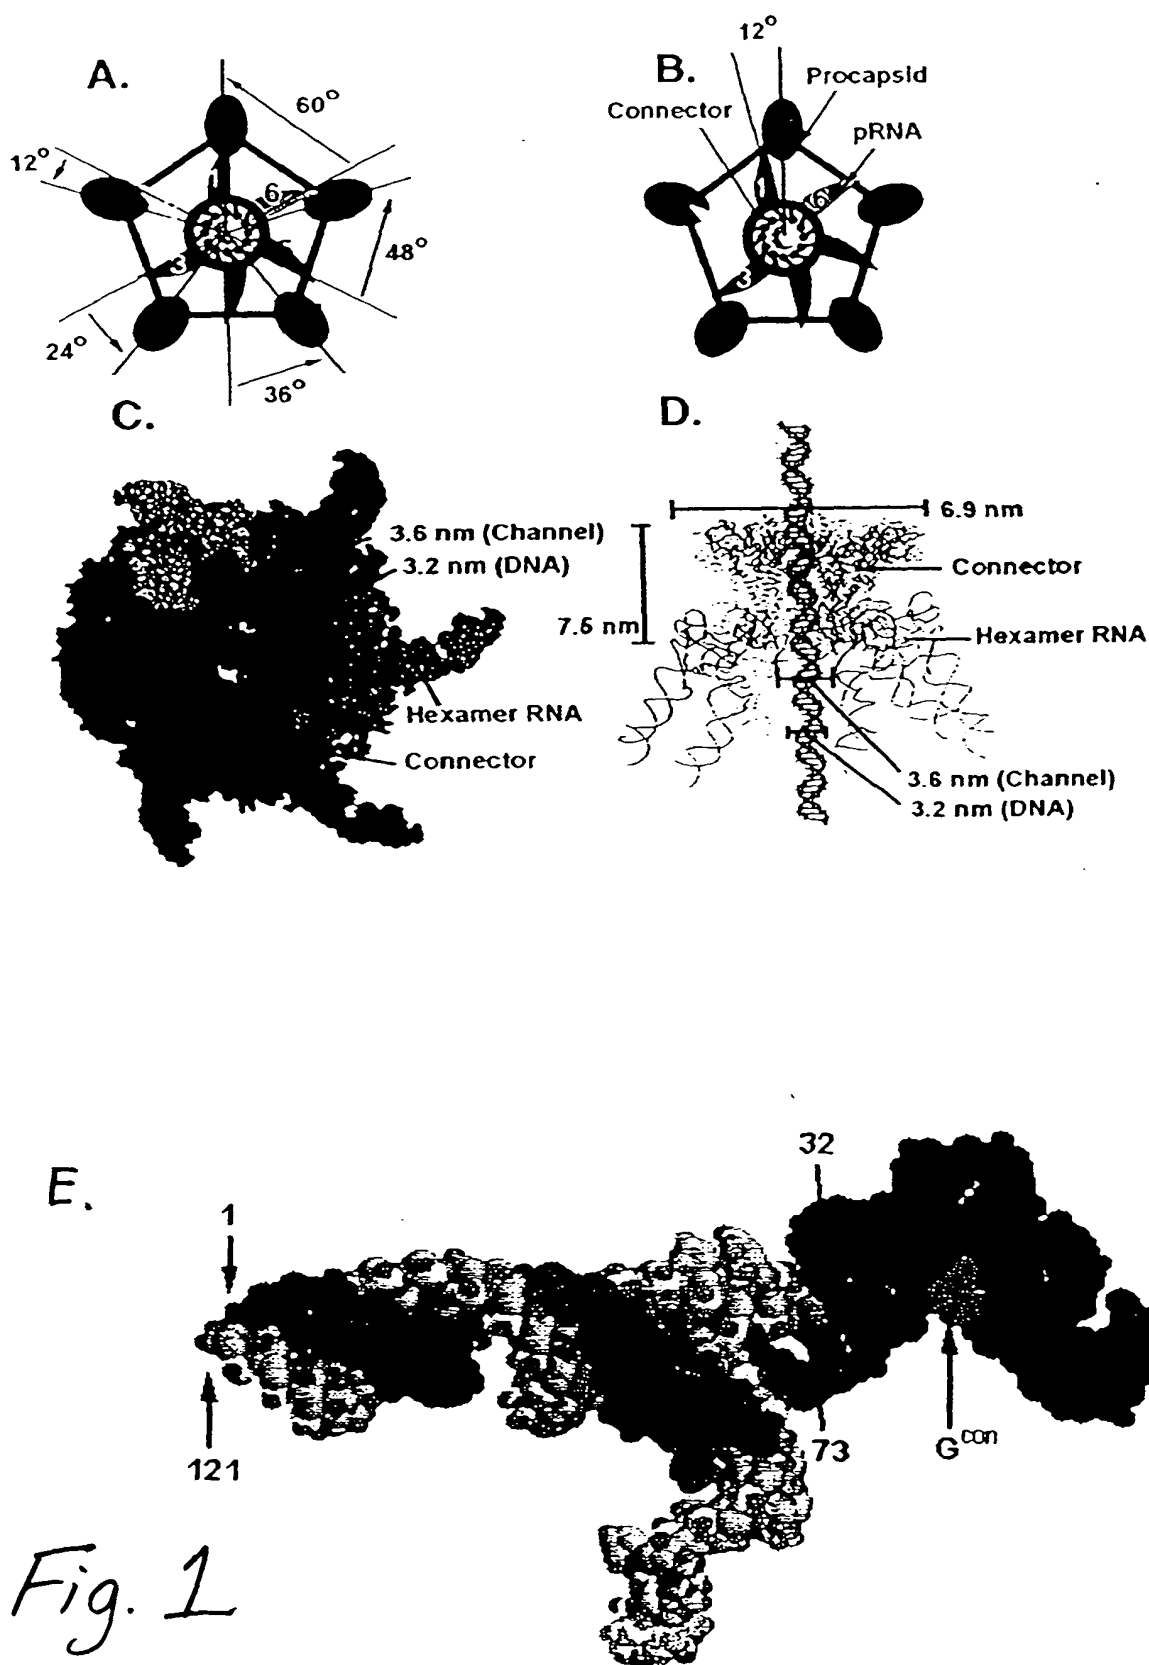 A.
60°
12°
6
3
48°
24°
36°
B.
12°
Procapsid
Connector
pRNA
1
6
3
C.
3.6 nm (Channel)
3.2 nm (DNA)
Hexamer RNA
Connector
D.
6.9 nm
Connector
7.5 nm
Hexamer RNA
3.6 nm (Channel)
3.2 nm (DNA)
E.
1
32
121
73
G con
Fig. 1